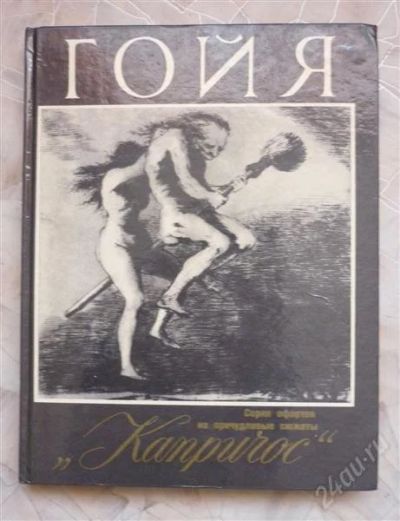 ГОЙЯ
Серия офортов
на причудливые сюжеты
„Капричос“
24au.ru